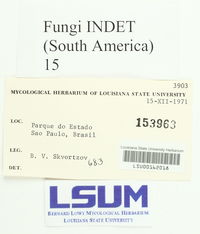 Fungi INDET
(South America)
15
3903
MYCOLOGICAL HERBARIUM OF LOUISIANA STATE UNIVERSITY
15-XII-1971
LOC. Parque do Estado
Sao Paulo, Brasil
153963
Louisiana State University Herbarium
LEG. B. V. Skvortzov 683
DET.
LSUM
BERNARD LOWY MYCOLOGICAL HERBARIUM
LOUISIANA STATE UNIVERSITY